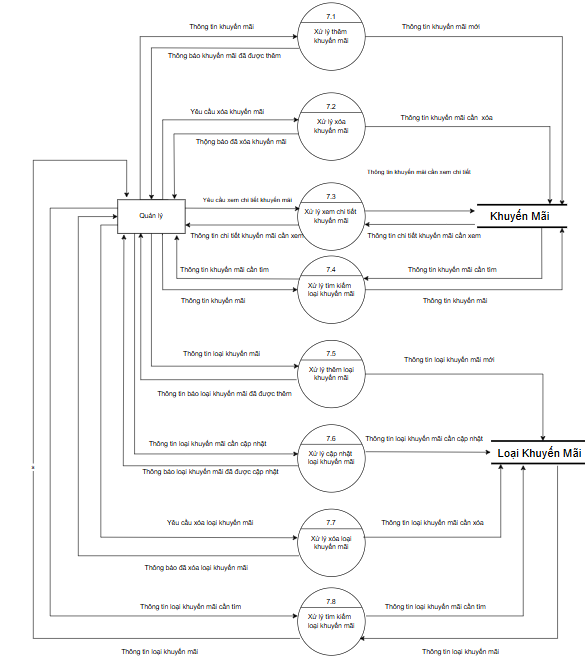 7.1
Thông tin khuyến mãi
Thông tin khuyến mãi mới
Xử lý thêm
khuyến mãi
Thông báo khuyến mãi đã được thêm
7.2
Yêu cầu xóa khuyến mãi
Thông tin khuyến mãi cần xóa
Xử lý xóa
khuyến mãi
Thông báo đã xóa khuyến mãi
Thông tin khuyến mãi cần xem chi tiết
7.3
Yêu cầu xem chi tiết khuyến mãi
Quản lý
Xử lý xem chi tiết
khuyến mãi
Khuyến Mãi
Thông tin chi tiết khuyến mãi cần xem
Thông tin chi tiết khuyến mãi cần xem
7.4
Thông tin khuyến mãi cần tìm
Thông tin khuyến mãi cần tìm
Xử lý tìm kiếm
loại khuyến mãi
Thông tin khuyến mãi
Thông tin khuyến mãi
7.5
Thông tin loại khuyến mãi
Thông tin loại khuyến mãi mới
Xử lý thêm loại
khuyến mãi
Thông tin báo loại khuyến mãi đã được thêm
7.6
Thông tin loại khuyến mãi cần cập nhật
Thông tin loại khuyến mãi cần cập nhật
Xử lý cập nhật
loại khuyến mãi
Loại Khuyến Mãi
Thông báo loại khuyến mãi đã được cập nhật
7.7
Yêu cầu xóa loại khuyến mãi
Thông tin loại khuyến mãi cần xóa
Xử lý xóa loại
khuyến mãi
Thông báo đã xóa loại khuyến mãi
7.8
Thông tin loại khuyến mãi cần tìm
Thông tin loại khuyến mãi cần tìm
Xử lý tìm kiếm
loại khuyến mãi
Thông tin loại khuyến mãi
Thông tin loại khuyến mãi